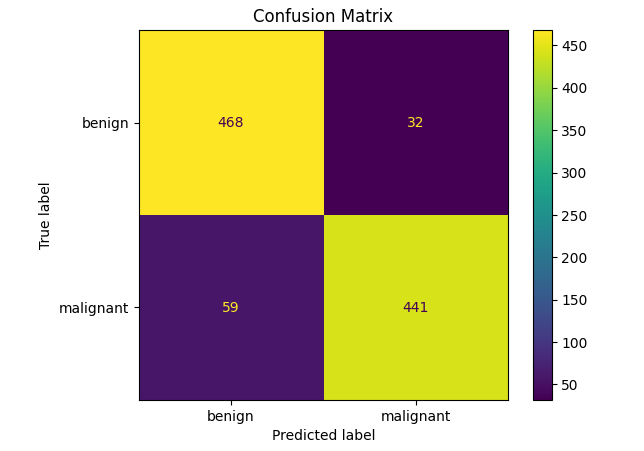 Confusion Matrix
True label
benign
468
32
malignant
59
441
benign
malignant
Predicted label
450
400
350
300
250
200
150
100
50